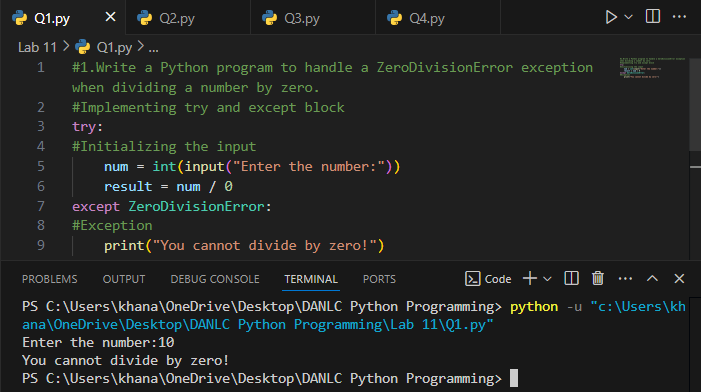 Q1.py Q2.py Q3.py Q4.py
Lab 11 > Q1.py > ...
1 #1.Write a Python program to handle a ZeroDivisionError exception
when dividing a number by zero.
2 #Implementing try and except block
3 try:
4 #Initializing the input
5     num = int(input("Enter the number:"))
6     result = num / 0
7 except ZeroDivisionError:
8 #Exception
9     print("You cannot divide by zero!")
PROBLEMS OUTPUT DEBUG CONSOLE TERMINAL PORTS Code
PS C:\Users\khana\OneDrive\Desktop\DANLC Python Programming> python -u "c:\Users\kh
ana\OneDrive\Desktop\DANLC Python Programming\Lab 11\Q1.py"
Enter the number:10
You cannot divide by zero!
PS C:\Users\khana\OneDrive\Desktop\DANLC Python Programming>